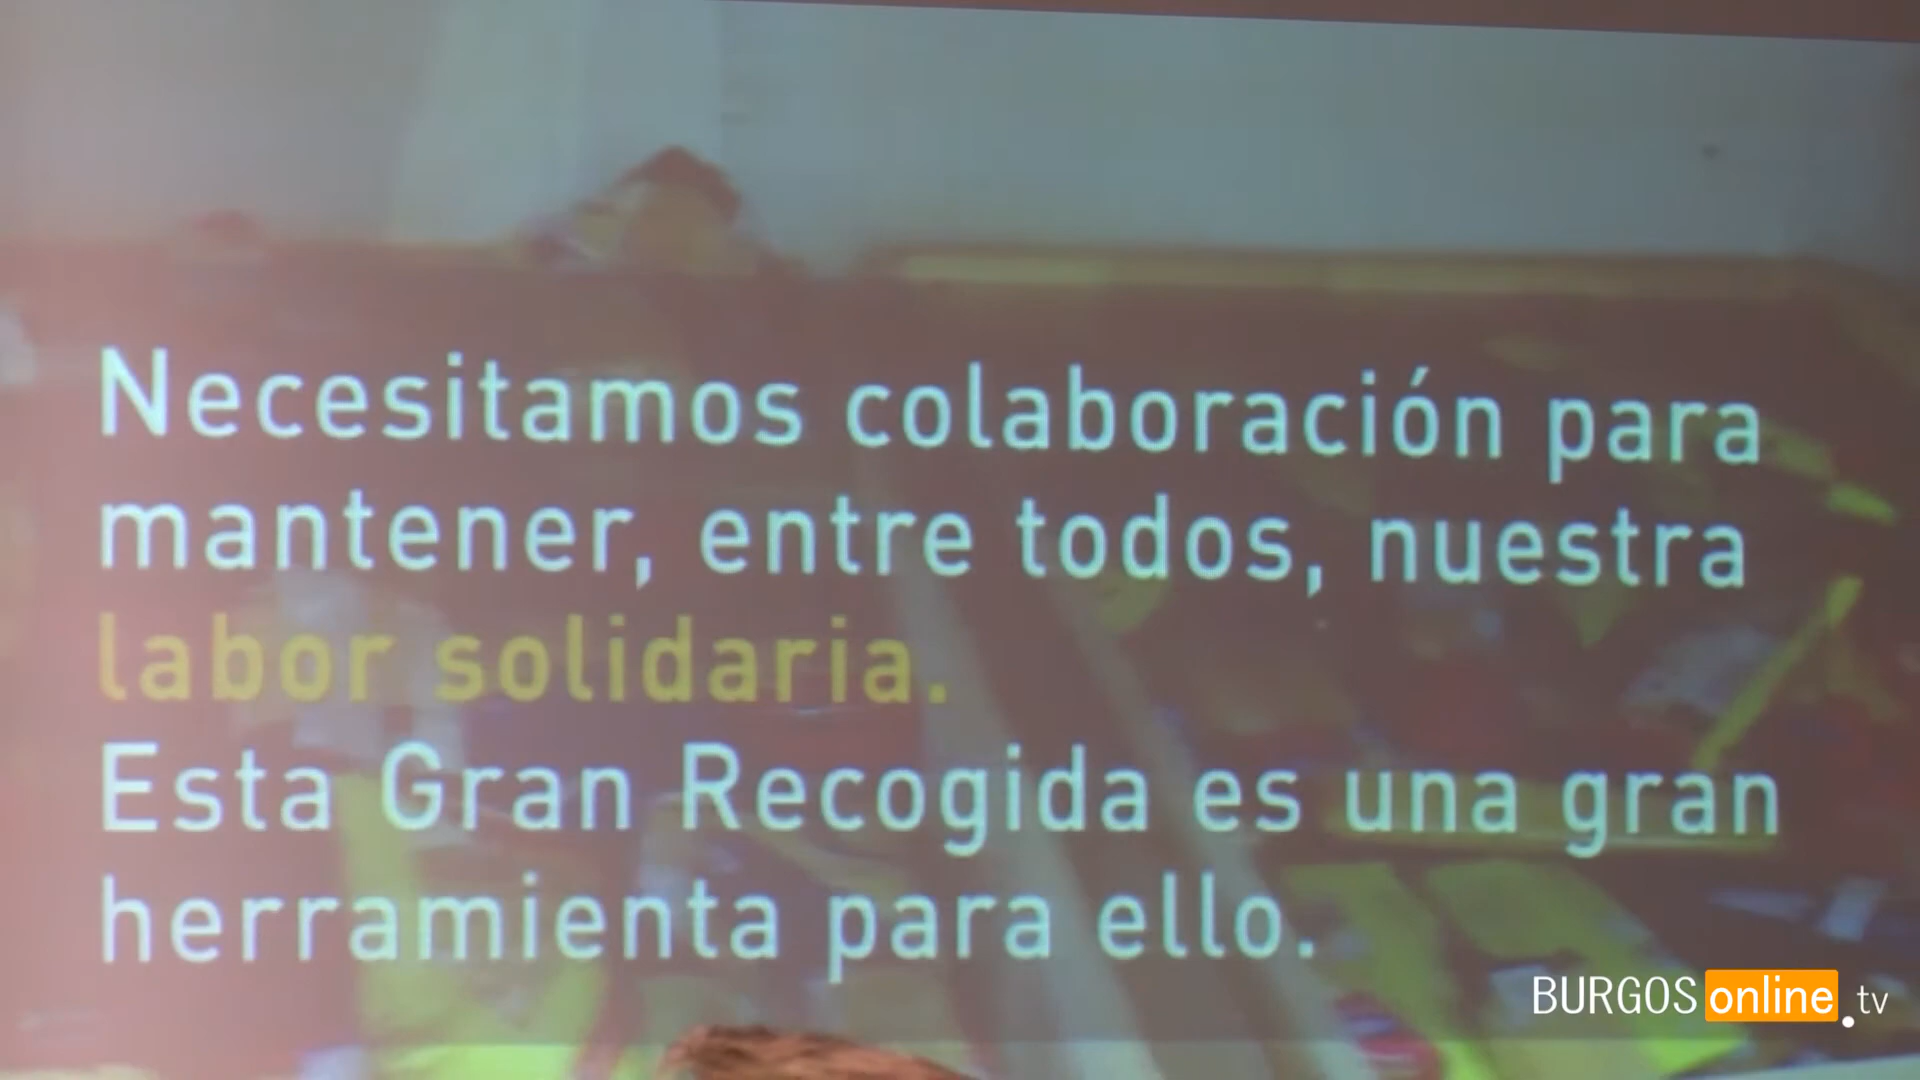 Necesitamos colaboración para
mantener, entre todos, nuestra
labor solidaria.
Esta Gran Recogida es una gran
herramienta para ello.
BURGOS online.tv